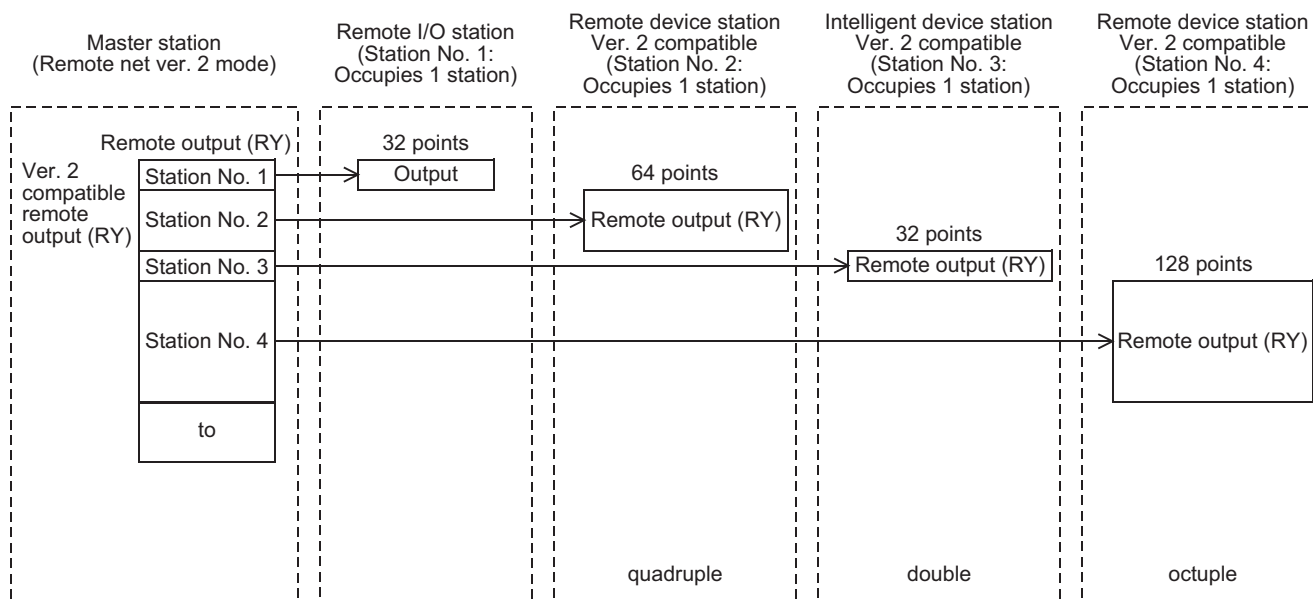 Master station
(Remote net ver. 2 mode)
Remote I/O station
(Station No. 1:
Occupies 1 station)
Remote device station
Ver. 2 compatible
(Station No. 2:
Occupies 1 station)
Intelligent device station
Ver. 2 compatible
(Station No. 3:
Occupies 1 station)
Remote device station
Ver. 2 compatible
(Station No. 4:
Occupies 1 station)
Remote output (RY)
Ver. 2
compatible
remote
output (RY)
Station No. 1
Station No. 2
Station No. 3
Station No. 4
to
32 points
Output
64 points
Remote output (RY)
quadruple
32 points
Remote output (RY)
double
128 points
Remote output (RY)
octuple